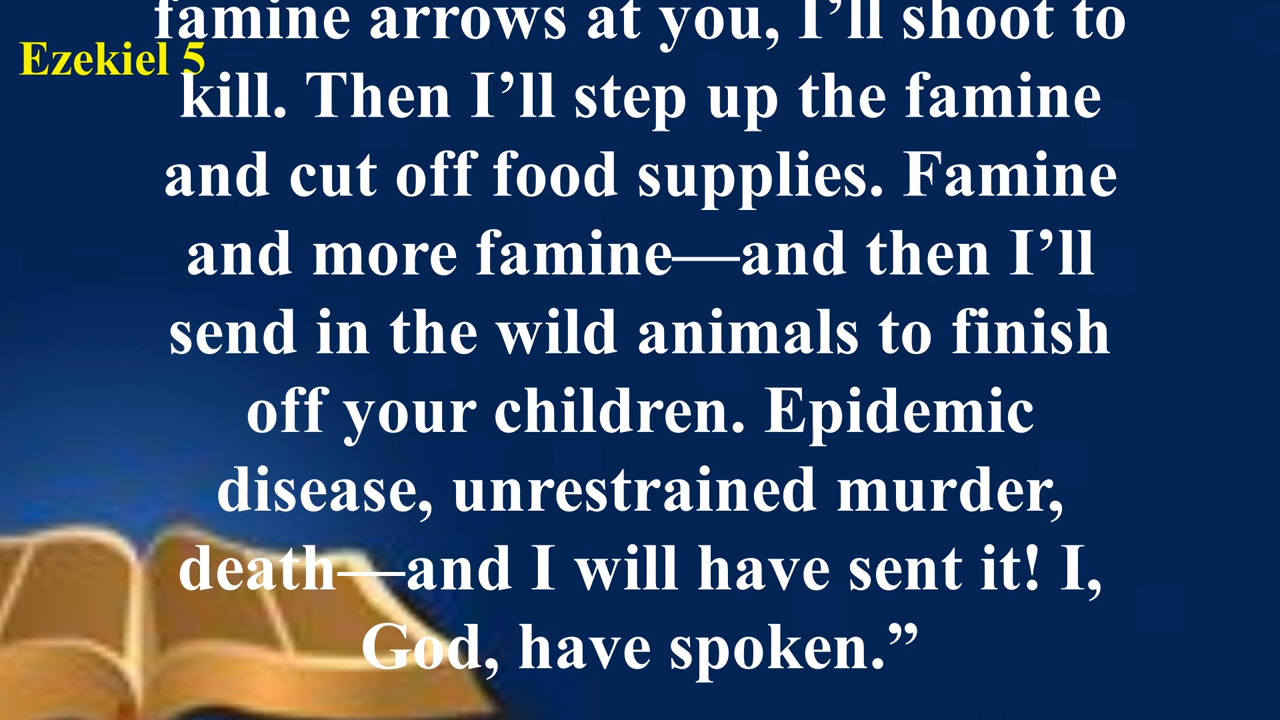 Ezekiel 5
famine arrows at you, I’ll shoot to
kill. Then I’ll step up the famine
and cut off food supplies. Famine
and more famine—and then I’ll
send in the wild animals to finish
off your children. Epidemic
disease, unrestrained murder,
death—and I will have sent it! I,
God, have spoken.”